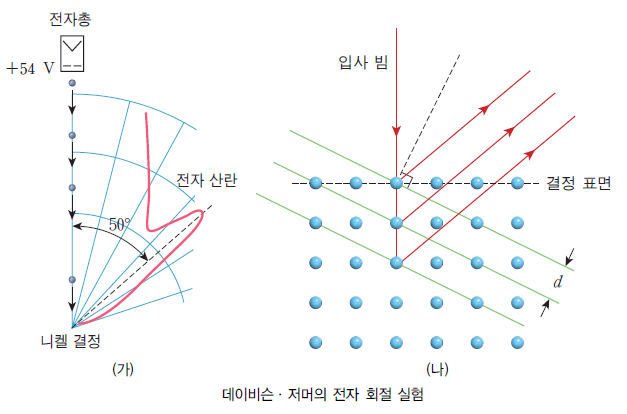 전자총
+54 V
전자 산란
50°
니켈 결정
(가)
입사 빔
결정 표면
d
(나)
데이비슨·저머의 전자 회절 실험